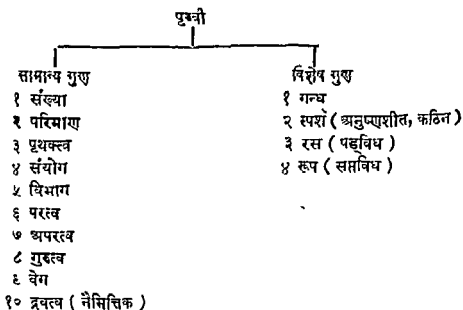 पृथ्वी
सामान्य गुण
१ संख्या
२ परिमाण
३ पृथक्त्व
४ संयोग
५ विभाग
६ परत्व
७ अपरत्व
८ गुरुत्व
९ वेग
१० द्रवत्व ( नैमित्तिक )
विशेष गुण
१ गन्ध
२ स्पर्श ( अनुष्णशीत, कठिन )
३ रस ( षड्विध )
४ रूप ( सप्तविध )